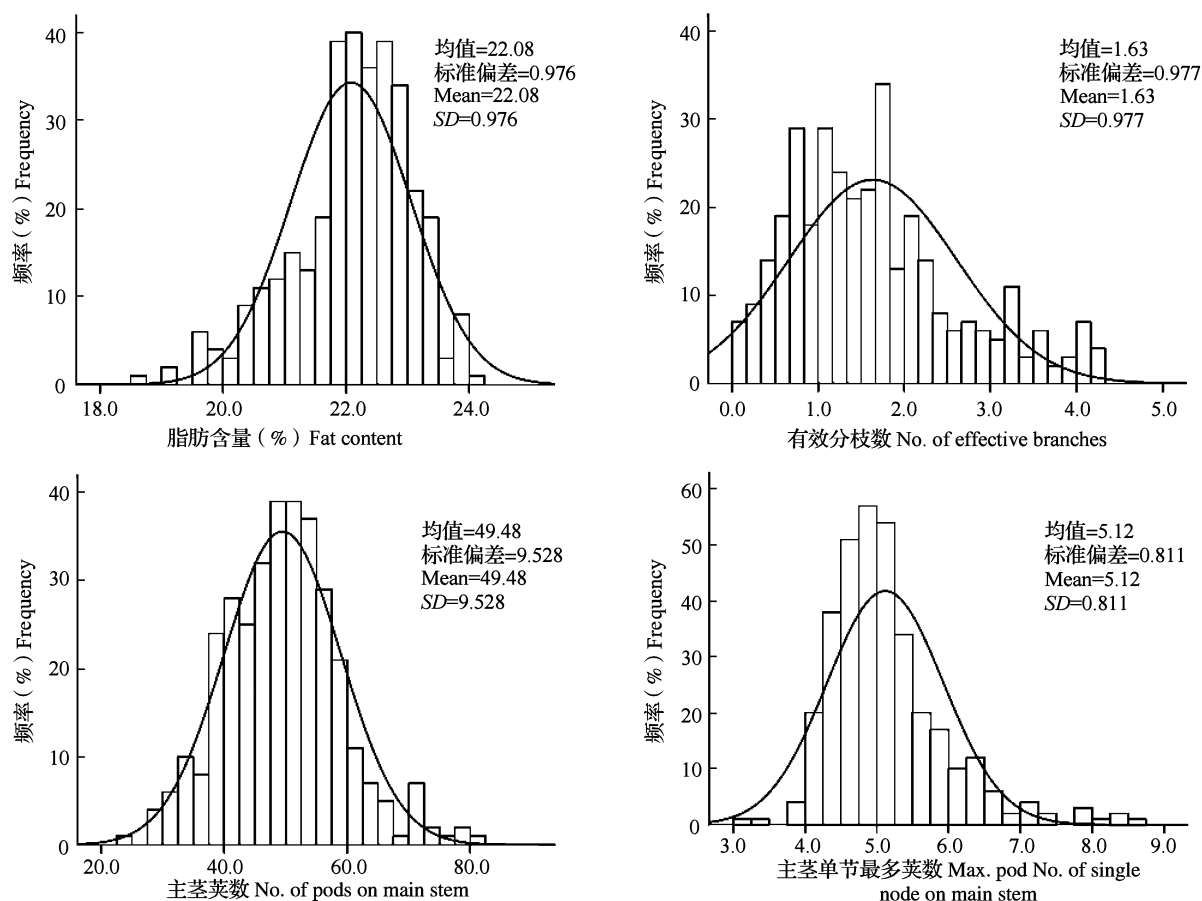 40
30
20
10
0
频率（%）Frequency
均值=22.08
标准偏差=0.976
Mean=22.08
SD=0.976
18.0 20.0 22.0 24.0
脂肪含量（%）Fat content
40
30
20
10
0
频率（%）Frequency
均值=1.63
标准偏差=0.977
Mean=1.63
SD=0.977
0.0 1.0 2.0 3.0 4.0 5.0
有效分枝数 No. of effective branches
40
30
20
10
0
频率（%）Frequency
均值=49.48
标准偏差=9.528
Mean=49.48
SD=9.528
20.0 40.0 60.0 80.0
主茎荚数 No. of pods on main stem
60
50
40
30
20
10
0
频率（%）Frequency
均值=5.12
标准偏差=0.811
Mean=5.12
SD=0.811
3.0 4.0 5.0 6.0 7.0 8.0 9.0
主茎单节最多荚数 Max. pod No. of single
node on main stem